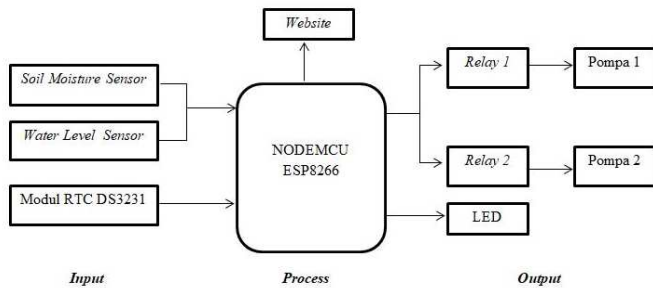 Website
Soil Moisture Sensor
Water Level Sensor
Modul RTC DS3231
NODEMCU
ESP8266
Relay 1
Pompa 1
Relay 2
Pompa 2
LED
Input
Process
Output